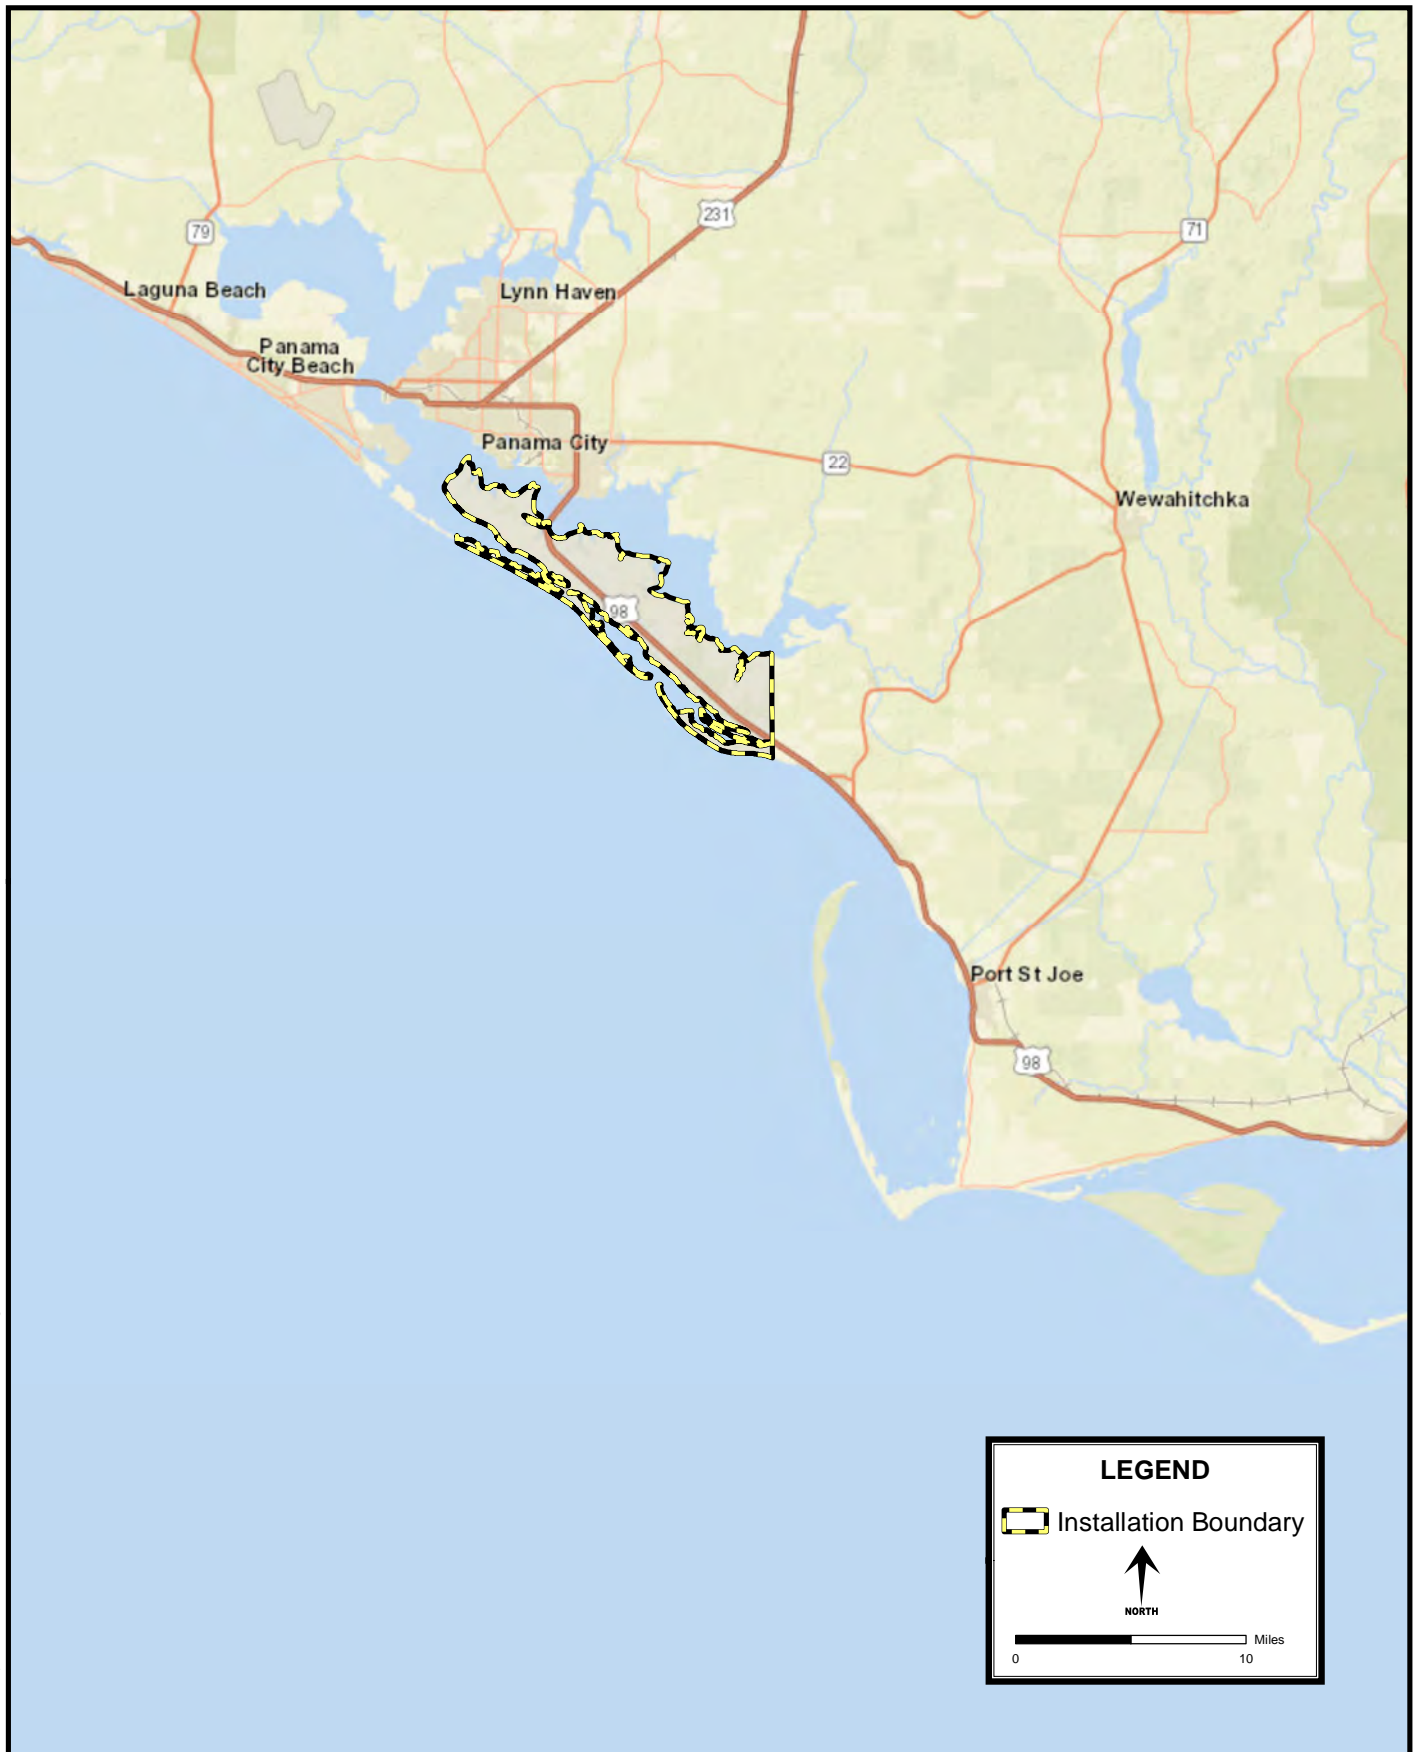 231
79
71
Laguna Beach
Lynn Haven
Panama
City Beach
Panama City
22
Wewahitchka
98
Port St Joe
98
LEGEND
Installation Boundary
NORTH
Miles
0
10